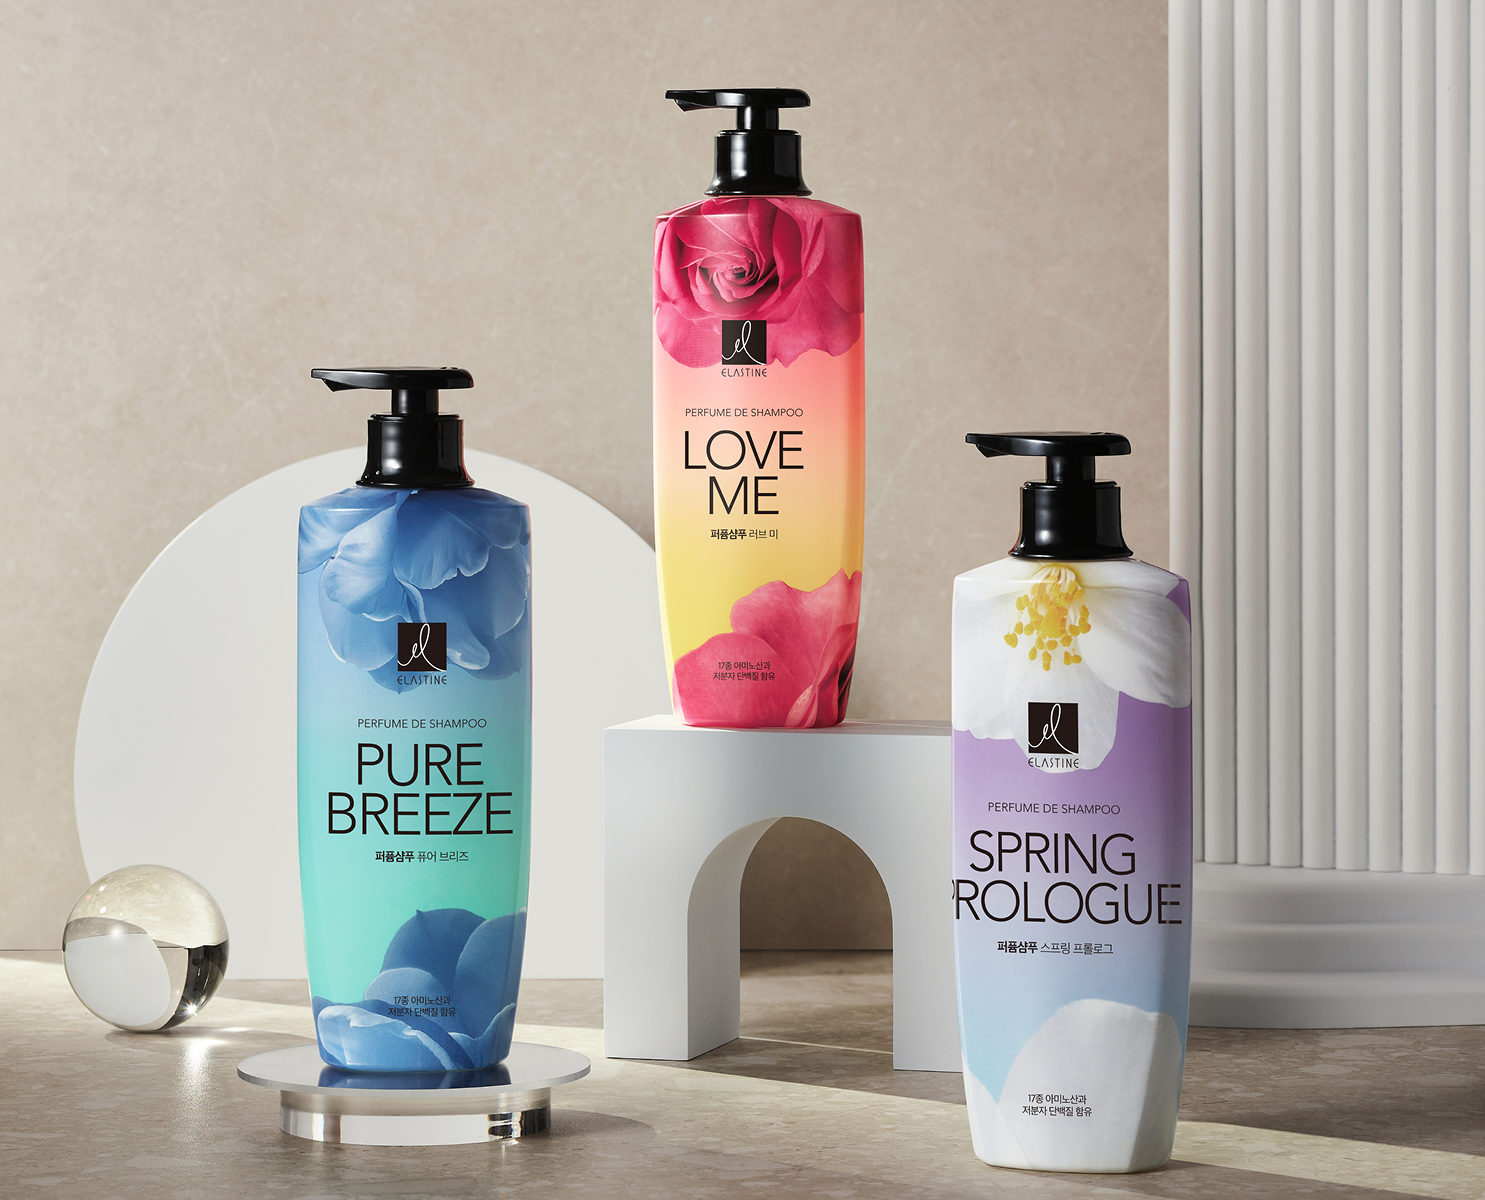 el
ELASTINE
PERFUME DE SHAMPOO
PURE
BREEZE
퍼퓸샴푸 퓨어 브리즈
17종 아미노산과
저분자 단백질 함유
el
ELASTINE
PERFUME DE SHAMPOO
LOVE
ME
퍼퓸샴푸 러브 미
17종 아미노산과
저분자 단백질 함유
el
ELASTINE
PERFUME DE SHAMPOO
SPRING
PROLOGUE
퍼퓸샴푸 스프링 프롤로그
17종 아미노산과
저분자 단백질 함유